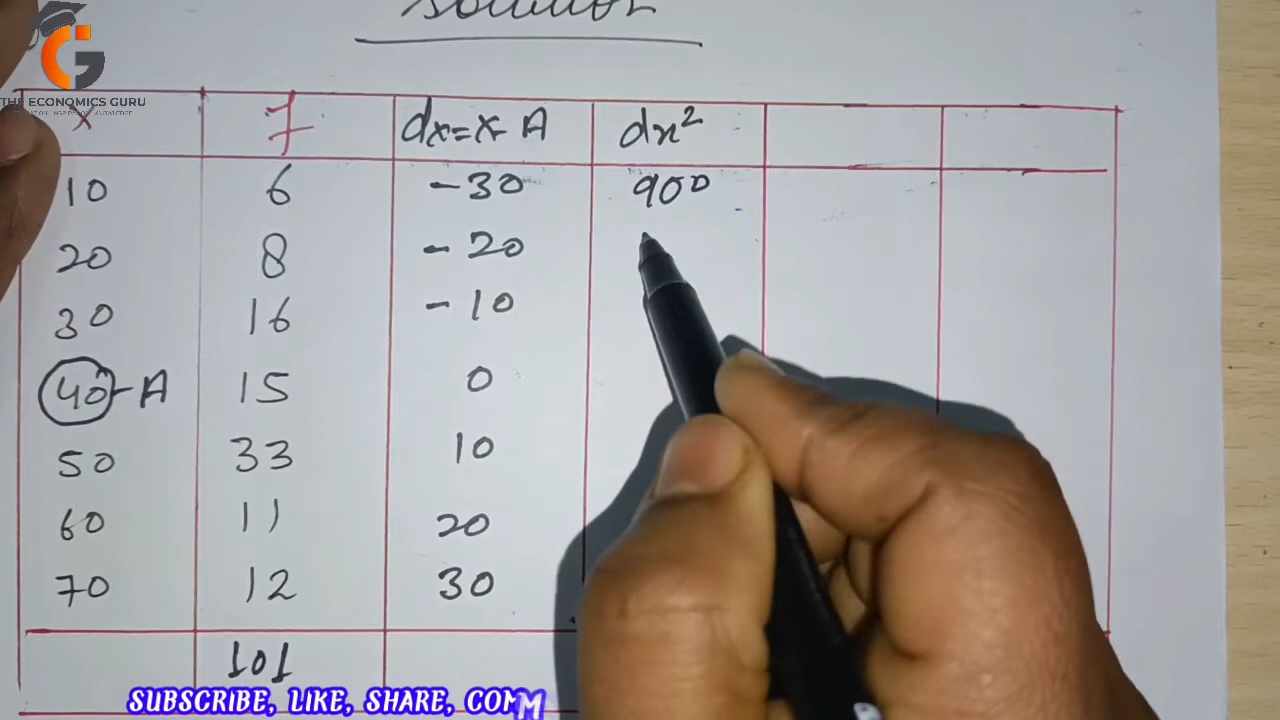 THE ECONOMICS GURU
x f dx=x-A dx²
10 6 -30 900
20 8 -20
30 16 -10
40-A 15 0
50 33 10
60 11 20
70 12 30
101
SUBSCRIBE, LIKE, SHARE, COMM